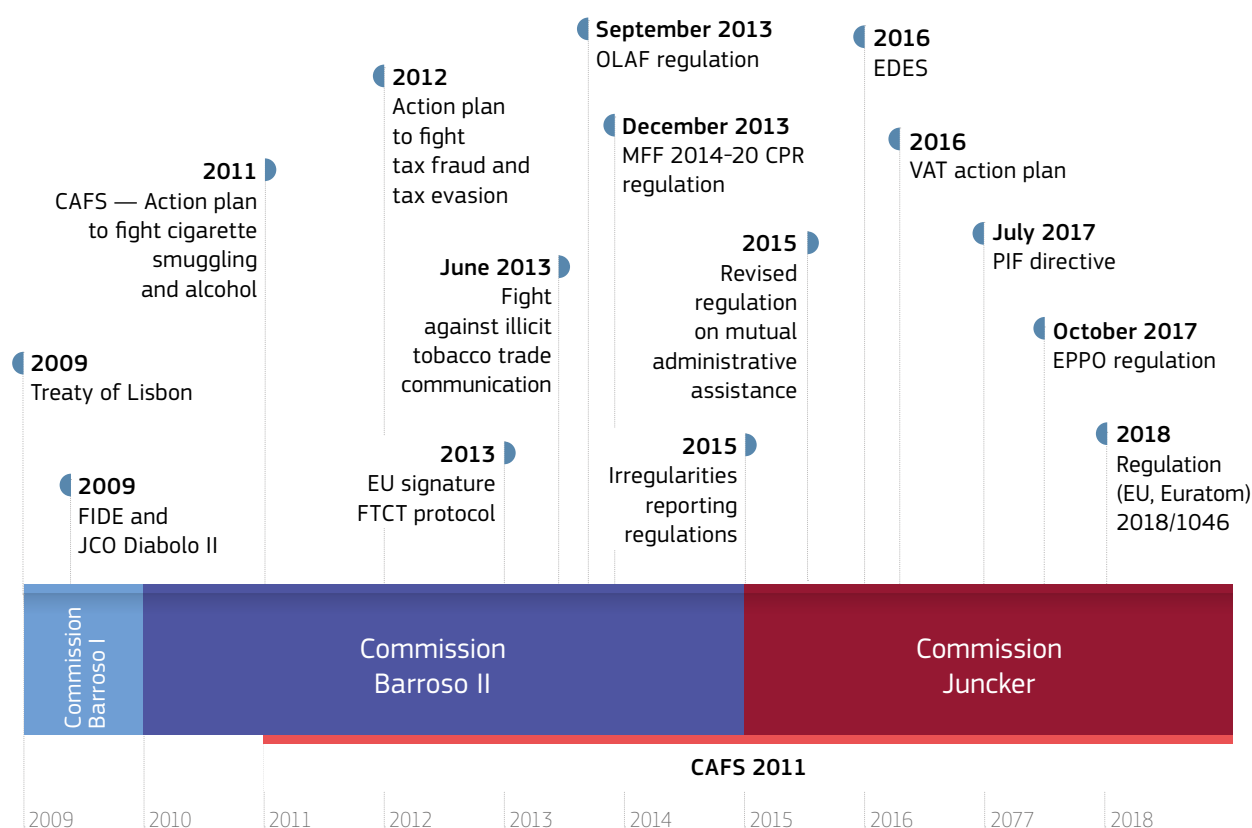 September 2013
OLAF regulation
2016
EDES
2012
Action plan
to fight
tax fraud and
tax evasion
December 2013
MFF 2014-20 CPR
regulation
2016
VAT action plan
2011
CAFS — Action plan
to fight cigarette
smuggling
and alcohol
July 2017
PIF directive
2015
Revised
regulation
on mutual
administrative
assistance
June 2013
Fight
against illicit
tobacco trade
communication
October 2017
EPPO regulation
2009
Treaty of Lisbon
2018
Regulation
(EU, Euratom)
2018/1046
2013
EU signature
FTCT protocol
2015
Irregularities
reporting
regulations
2009
FIDE and
JCO Diabolo II
Commission
Barroso I
Commission
Barroso II
Commission
Juncker
CAFS 2011
2009
2010
2011
2012
2013
2014
2015
2016
2077
2018